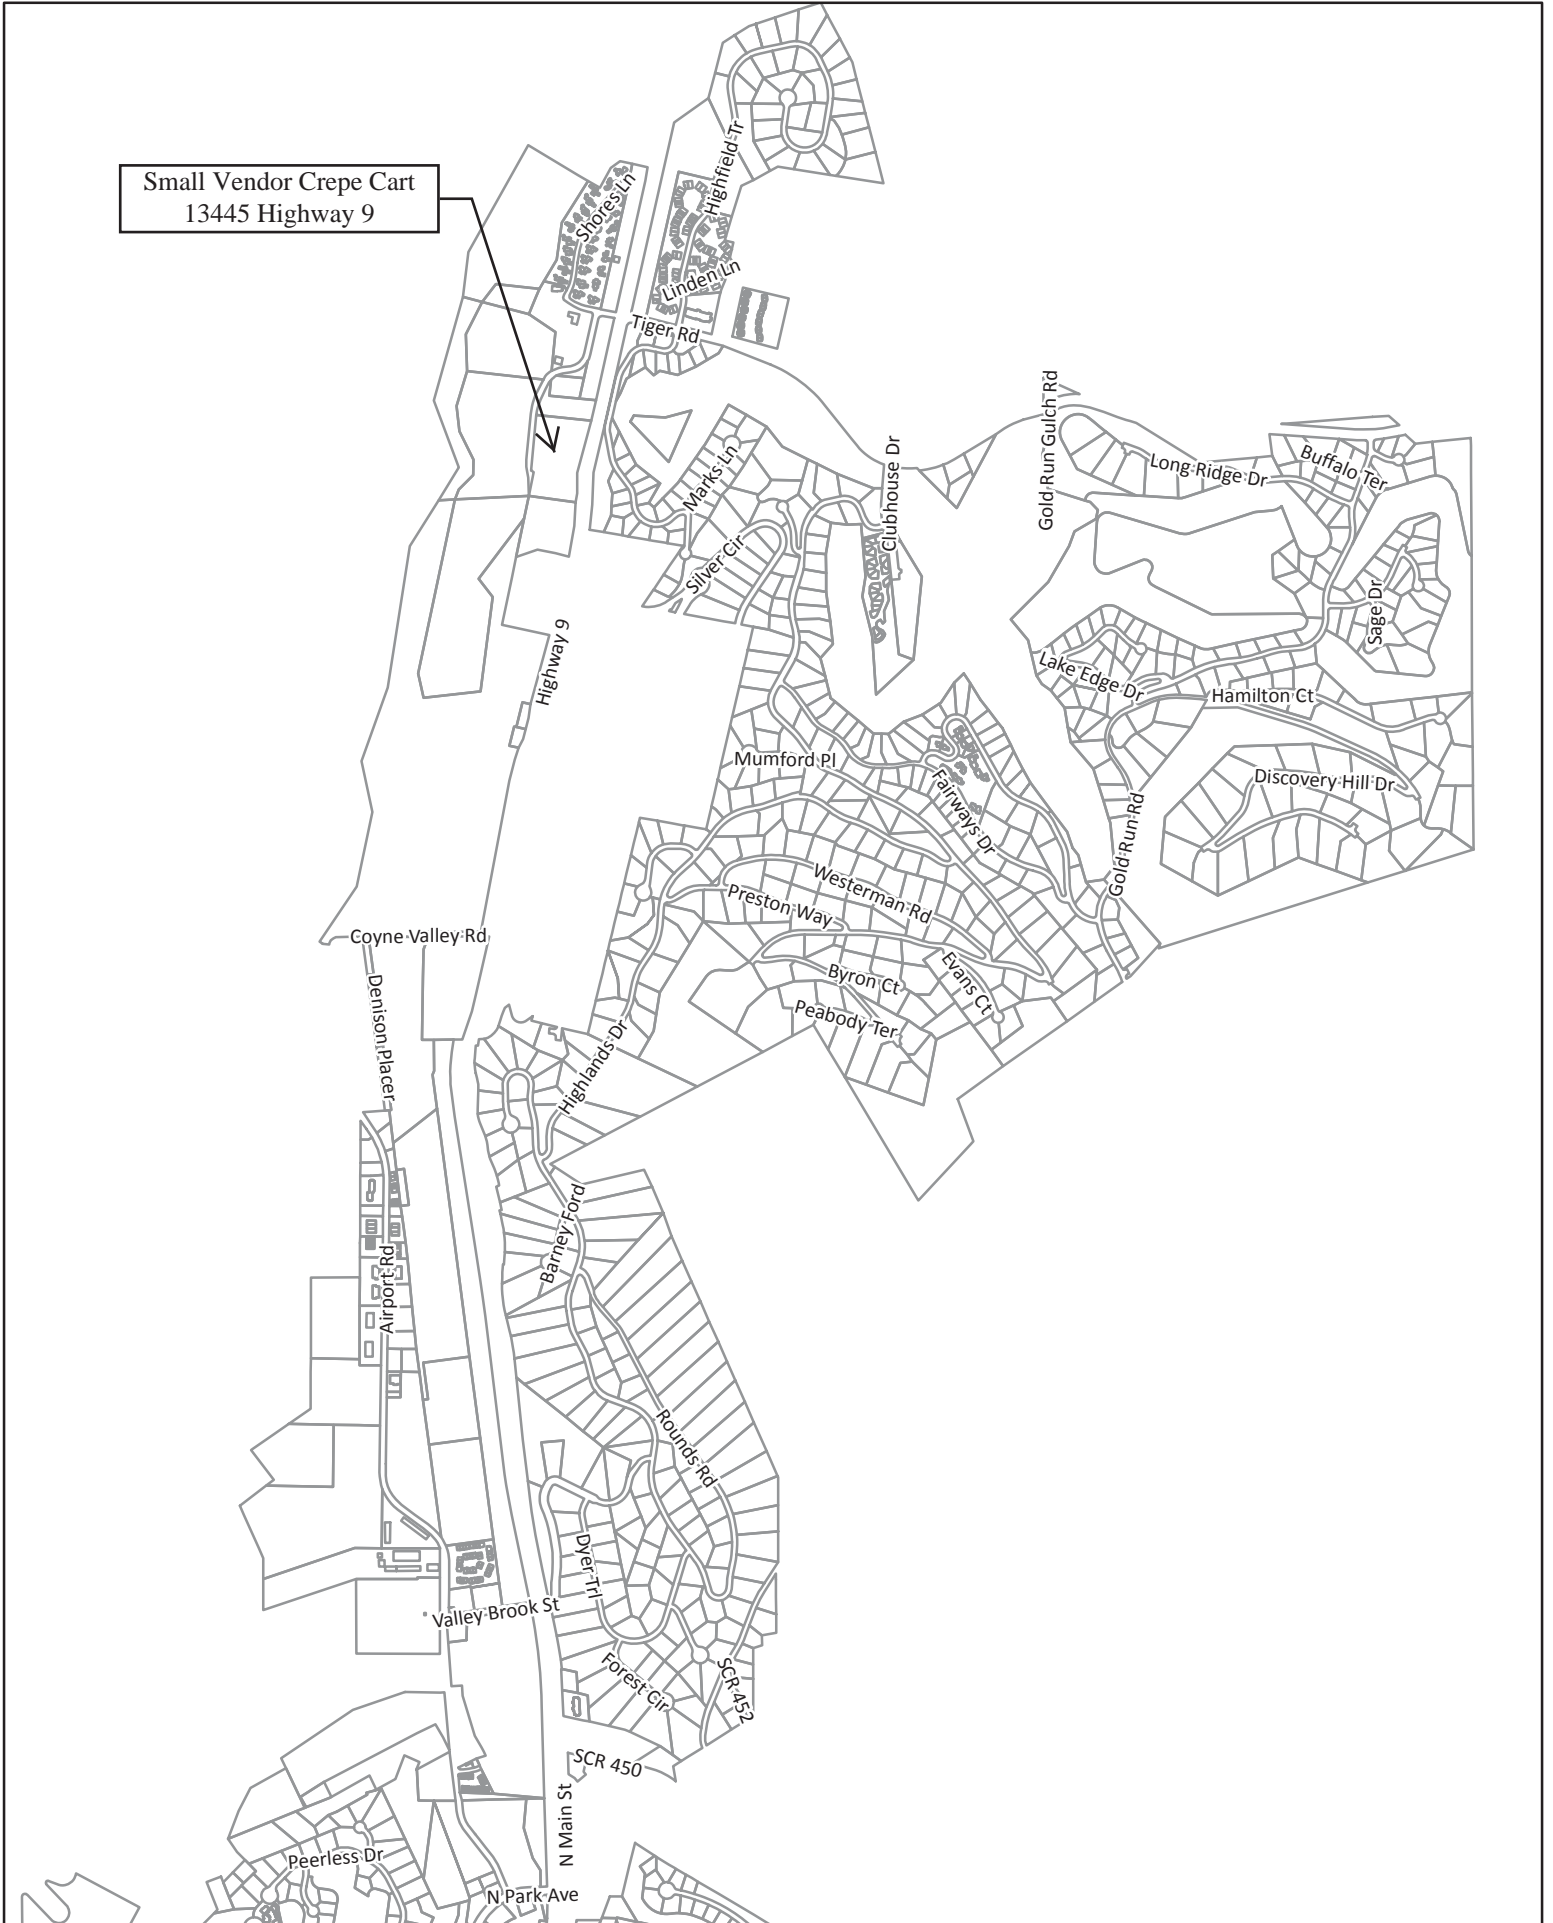 Small Vendor Crepe Cart
13445 Highway 9
Highfield Tr
Shores Ln
Linden Ln
Tiger Rd
Gold Run Gulch Rd
Clubhouse Dr
Marks Ln
Long Ridge Dr
Buffalo Ter
Silver Cir
Sage Dr
Highway 9
Lake Edge Dr
Hamilton Ct
Mumford Pl
Fairways Dr
Discovery Hill Dr
Gold Run Rd
Westerman Rd
Preston Way
Coyne Valley Rd
Evans Ct
Byron Ct
Denison Placer
Peabody Ter
Highlands Dr
Barney Ford
Airport Rd
Rounds Rd
Dyer Trl
Valley Brook St
Forest Cir
SCR 452
SCR 450
N Main St
Peerless Dr
N Park Ave